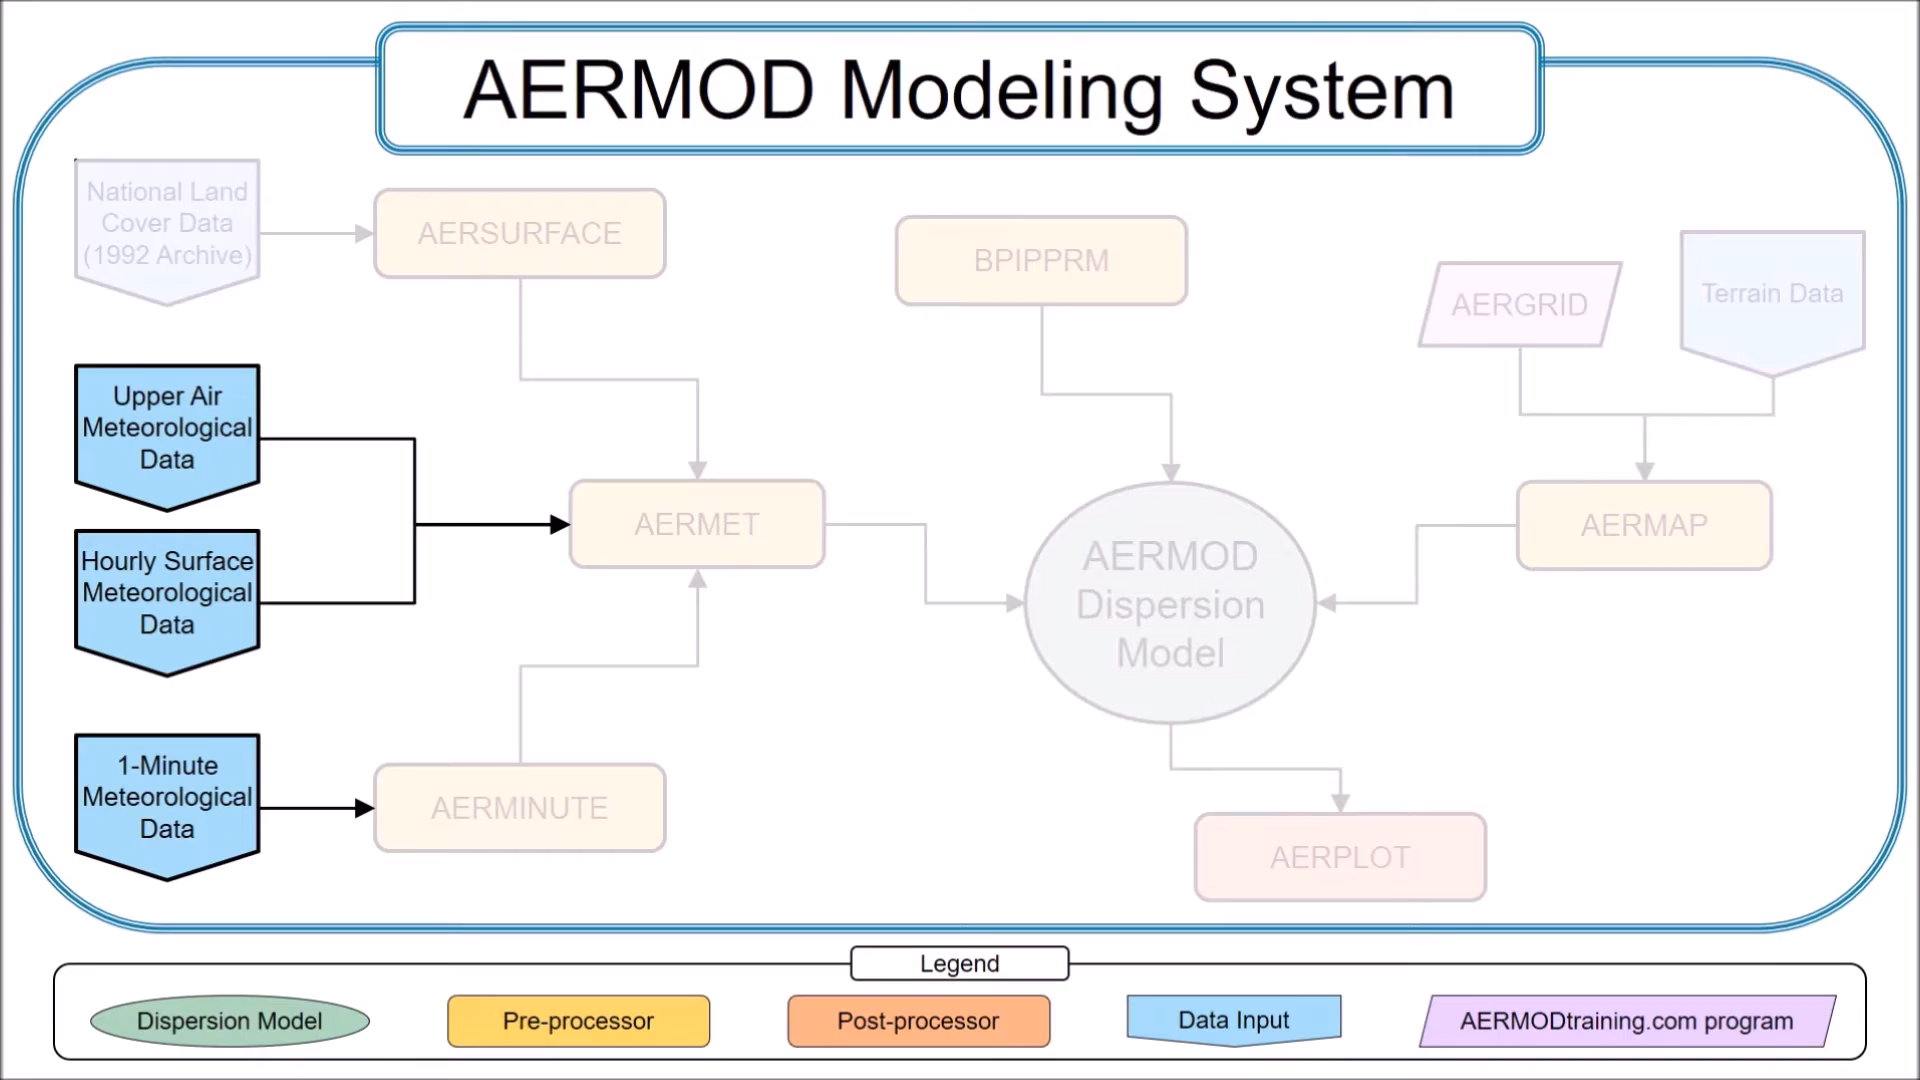 AERMOD Modeling System
National Land
Cover Data
(1992 Archive)
AERSURFACE
BPIPPRM
AERGRID
Terrain Data
Upper Air
Meteorological
Data
Hourly Surface
Meteorological
Data
AERMET
AERMOD
Dispersion
Model
AERMAP
1-Minute
Meteorological
Data
AERMINUTE
AERPLOT
Legend
Dispersion Model
Pre-processor
Post-processor
Data Input
AERMODtraining.com program